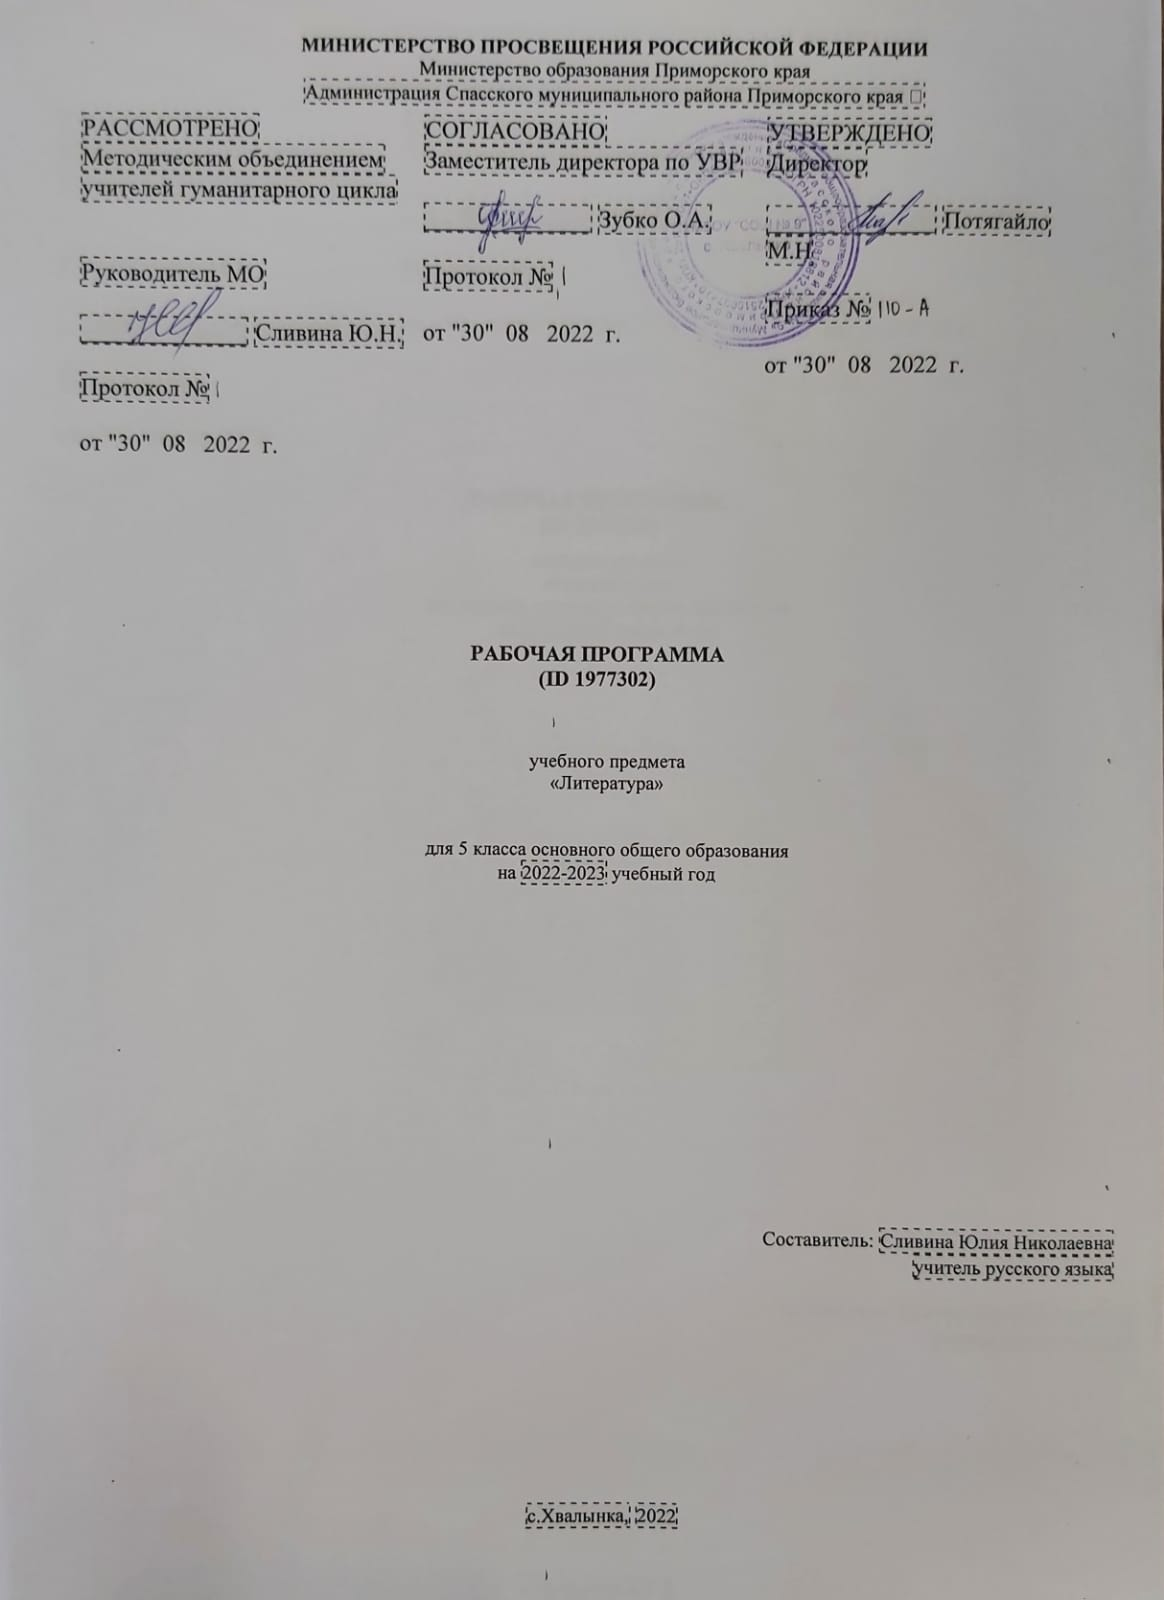 МИНИСТЕРСТВО ПРОСВЕЩЕНИЯ РОССИЙСКОЙ ФЕДЕРАЦИИ
Министерство образования Приморского края
Администрация Спасского муниципального района Приморского края
РАССМОТРЕНО
Методическим объединением
учителей гуманитарного цикла
Руководитель МО
Сливина Ю.Н.
Протокол № 1
от "30" 08 2022 г.
СОГЛАСОВАНО
Заместитель директора по УВР
Зубко О.А.
Протокол № 1
от "30" 08 2022 г.
УТВЕРЖДЕНО
Директор
Потягайло
М.Н.
Приказ № 110-А
от "30" 08 2022 г.
РАБОЧАЯ ПРОГРАММА
(ID 1977302)
учебного предмета
«Литература»
для 5 класса основного общего образования
на 2022-2023 учебный год
Составитель: Сливина Юлия Николаевна
учитель русского языка
с.Хвалынка, 2022